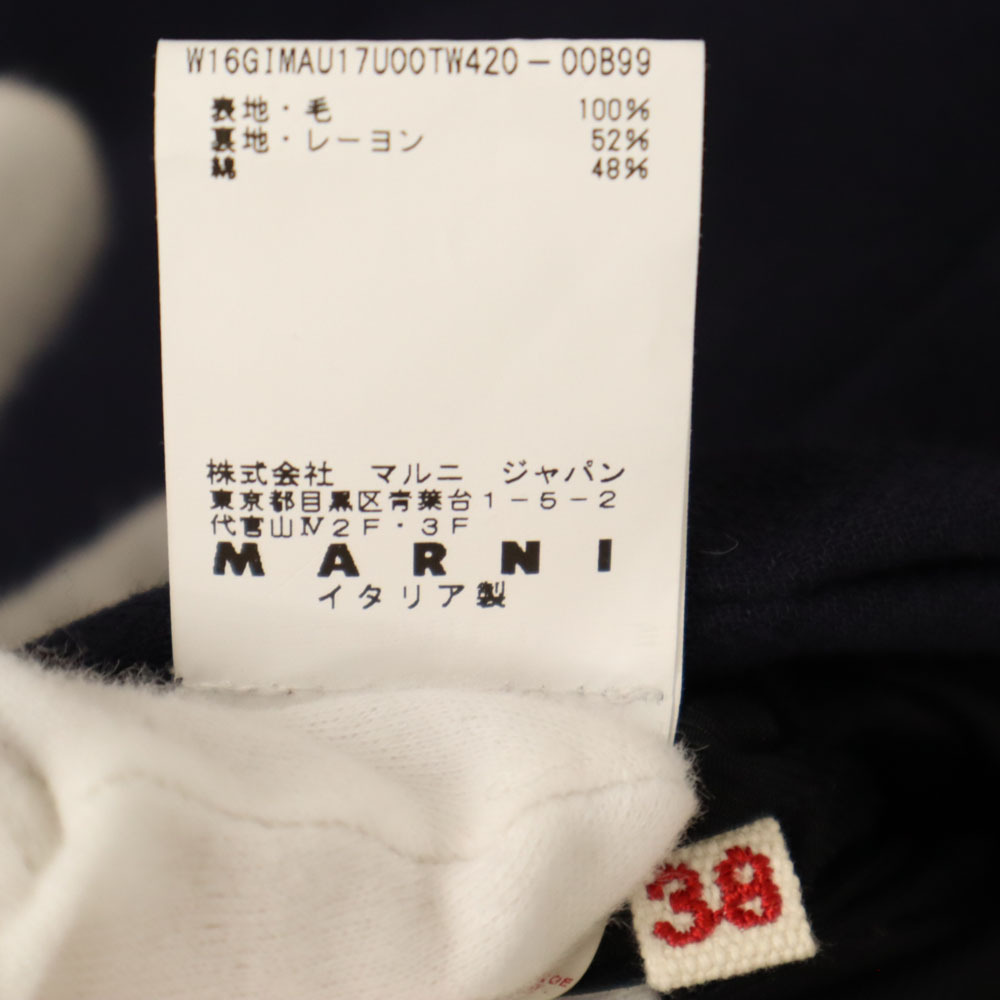 W16GIMAU17U00TW420-00B99
表地・毛 100%
裏地・レーヨン 52%
綿 48%
株式会社 マルニ ジャパン
東京都目黒区青葉台1-5-2
代官山Ⅳ2F・3F
MARNI
イタリア製
38